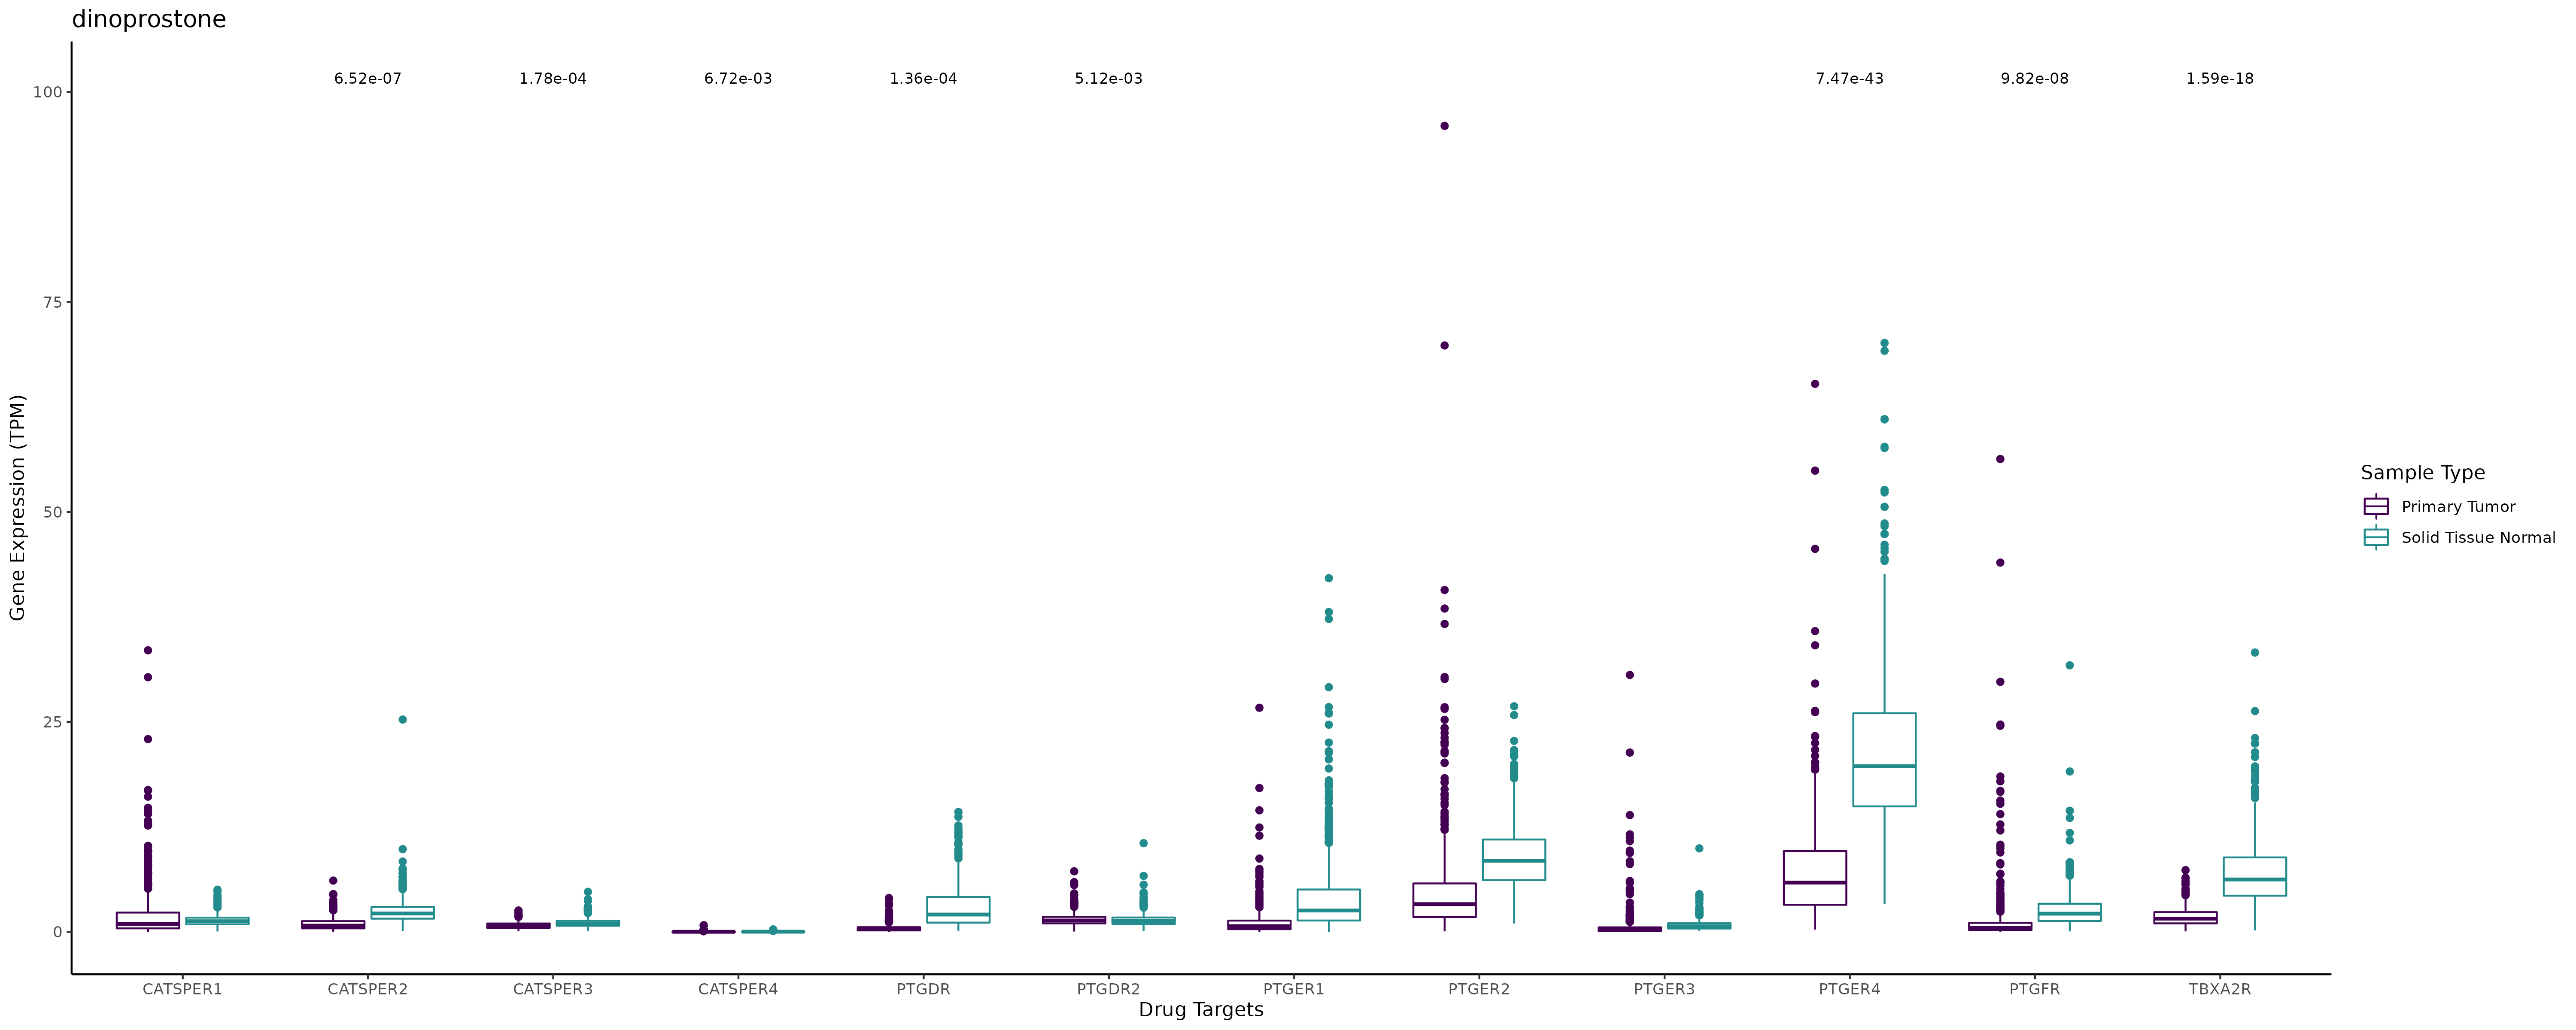 dinoprostone
6.52e-07 1.78e-04 6.72e-03 1.36e-04 5.12e-03 7.47e-43 9.82e-08 1.59e-18
100
75
50
25
0
Gene Expression (TPM)
Sample Type
Primary Tumor
Solid Tissue Normal
CATSPER1 CATSPER2 CATSPER3 CATSPER4 PTGDR PTGDR2 PTGER1 PTGER2 PTGER3 PTGER4 PTGFR TBXA2R
Drug Targets